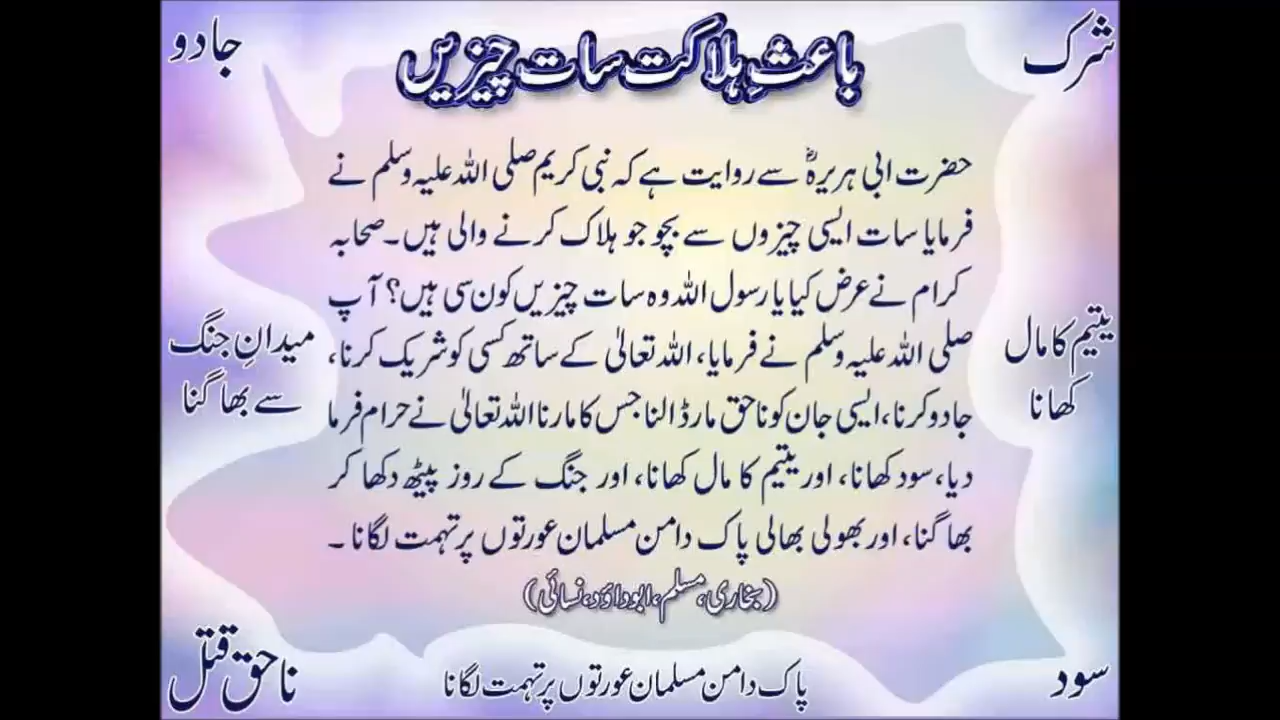 شرک
باعثِ ہلاکت سات چیزیں
جادو
حضرت ابی ہریرہؓ سے روایت ہے کہ نبی کریم صلی اللہ علیہ وسلم نے
فرمایا سات ایسی چیزوں سے بچو جو ہلاک کرنے والی ہیں۔ صحابہ
کرام نے عرض کیا یا رسول اللہ وہ سات چیزیں کون سی ہیں؟ آپ
صلی اللہ علیہ وسلم نے فرمایا، اللہ تعالیٰ کے ساتھ کسی کو شریک کرنا،
جادو کرنا، ایسی جان کو ناحق مار ڈالنا جس کا مارنا اللہ تعالیٰ نے حرام فرما
دیا، سود کھانا، اور یتیم کا مال کھانا، اور جنگ کے روز پیٹھ دکھا کر
بھاگنا، اور بھولی بھالی پاک دامن مسلمان عورتوں پر تہمت لگانا ۔
(بخاری، مسلم، ابوداؤد، نسائی)
یتیم کا مال
کھانا
میدانِ جنگ
سے بھاگنا
سود
پاک دامن مسلمان عورتوں پر تہمت لگانا
ناحق قتل